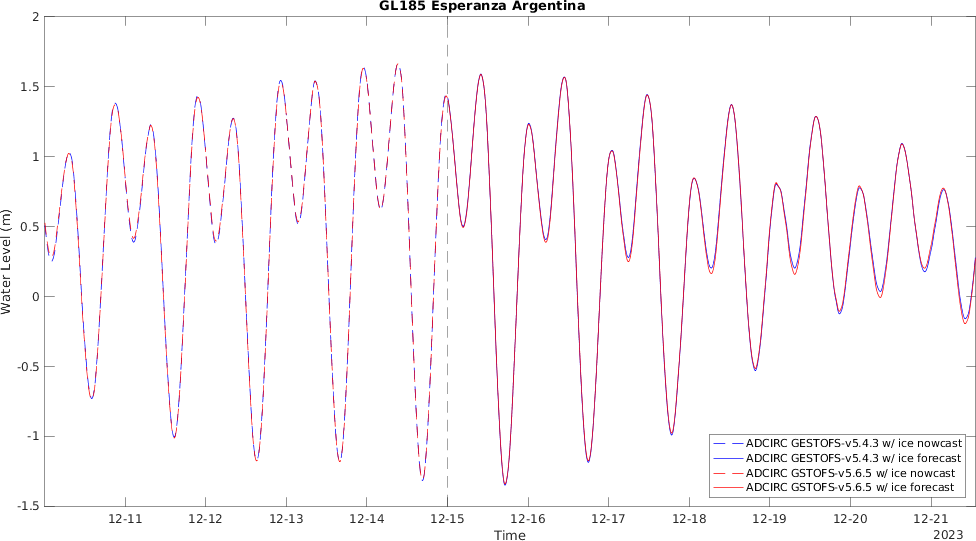 GL185 Esperanza Argentina
2
1.5
1
0.5
0
-0.5
-1
-1.5
Water Level (m)
12-11 12-12 12-13 12-14 12-15 12-16 12-17 12-18 12-19 12-20 12-21
2023
Time
ADCIRC GESTOFS-v5.4.3 w/ ice nowcast
ADCIRC GESTOFS-v5.4.3 w/ ice forecast
ADCIRC GSTOFS-v5.6.5 w/ ice nowcast
ADCIRC GSTOFS-v5.6.5 w/ ice forecast